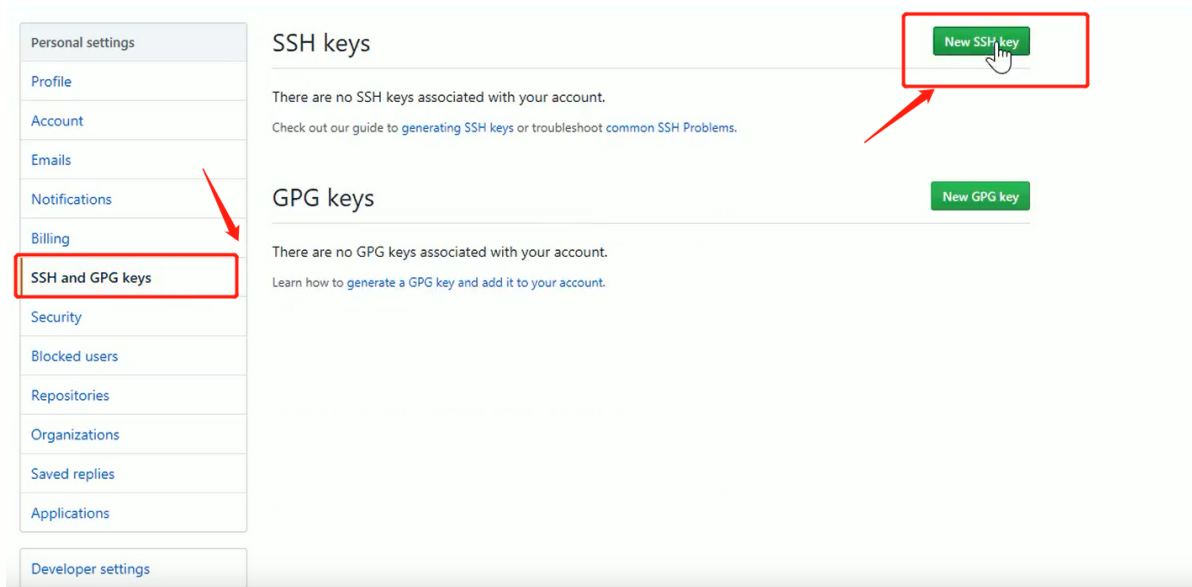 Personal settings
Profile
Account
Emails
Notifications
Billing
SSH and GPG keys
Security
Blocked users
Repositories
Organizations
Saved replies
Applications
Developer settings
SSH keys
New SSH key
There are no SSH keys associated with your account.
Check out our guide to generating SSH keys or troubleshoot common SSH Problems.
GPG keys
New GPG key
There are no GPG keys associated with your account.
Learn how to generate a GPG key and add it to your account.